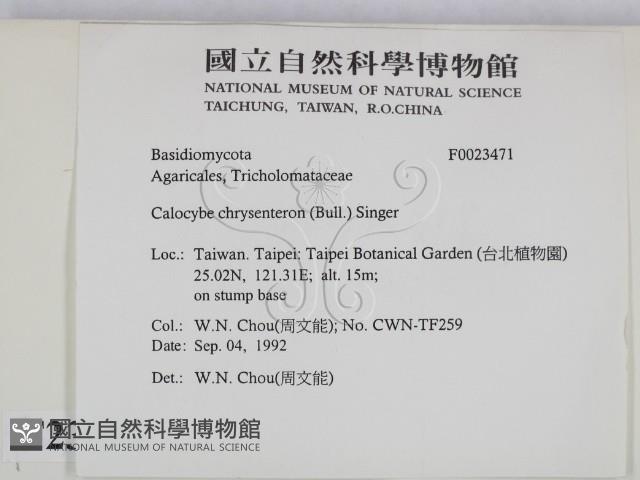 國立自然科學博物館
NATIONAL MUSEUM OF NATURAL SCIENCE
TAICHUNG, TAIWAN, R.O.CHINA
Basidiomycota F0023471
Agaricales, Tricholomataceae
Calocybe chrysenteron (Bull.) Singer
Loc.: Taiwan. Taipei: Taipei Botanical Garden (台北植物園)
25.02N, 121.31E; alt. 15m;
on stump base
Col.: W.N. Chou(周文能); No. CWN-TF259
Date: Sep. 04, 1992
Det.: W.N. Chou(周文能)
國立自然科學博物館
NATIONAL MUSEUM OF NATURAL SCIENCE